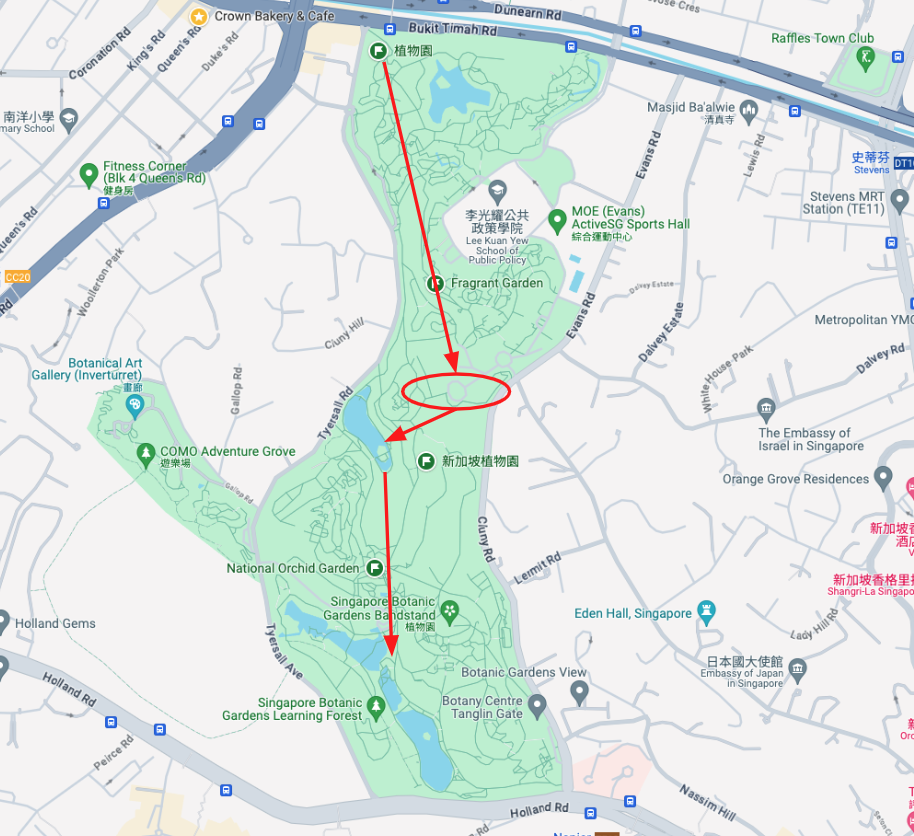 Crown Bakery & Cafe
Dunearn Rd
Bukit Timah Rd
Coronation Rd
King's Rd
Queen's Rd
Duke's Rd
植物園
Raffles Town Club
南洋小學
mary School
Masjid Ba'alwie
清真寺
Evans Rd
Lewis Rd
史蒂芬
Stevens
DT1
Fitness Corner
(Blk 4 Queen's Rd)
健身房
Stevens MRT
Station (TE11)
Queen's Rd
李光耀公共
政策學院
Lee Kuan Yew
School of
Public Policy
MOE (Evans)
ActiveSG Sports Hall
綜合運動中心
CC20
Rd
Woollerton Park
Fragrant Garden
Dalvey Estate
Evans Rd
Dalvey Estate
Metropolitan YMC
Cluny Hill
Dalvey Rd
White House Park
Botanical Art
Gallery (Inverturret)
畫廊
Gallop Rd
Tyersall Rd
The Embassy of
Israel in Singapore
COMO Adventure Grove
遊樂場
新加坡植物園
Orange Grove Residences
Gallop Rd
Cluny Rd
新加坡香
酒店
Lermit Rd
National Orchid Garden
新加坡香格里拉
Shangri-La Singapo
Singapore Botanic
Gardens Bandstand
植物園
Eden Hall, Singapore
Holland Gems
Lady Hill Rd
Tyersall Ave
日本國大使館
Embassy of Japan
in Singapore
Holland Rd
Botanic Gardens View
Singapore Botanic
Gardens Learning Forest
Botany Centre
Tanglin Gate
Peirce Rd
Nassim Hill
Holland Rd